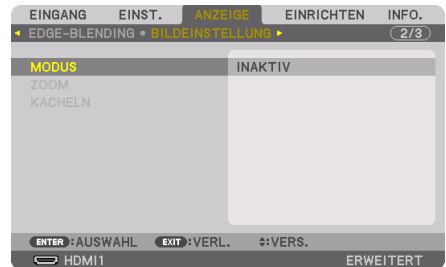 EINGANG EINST. ANZEIGE EINRICHTEN INFO.
EDGE-BLENDING • BILDEINSTELLUNG 2/3
MODUS INAKTIV
ZOOM
KACHELN
ENTER :AUSWAHL EXIT :VERL. :VERS.
HDMI1 ERWEITERT